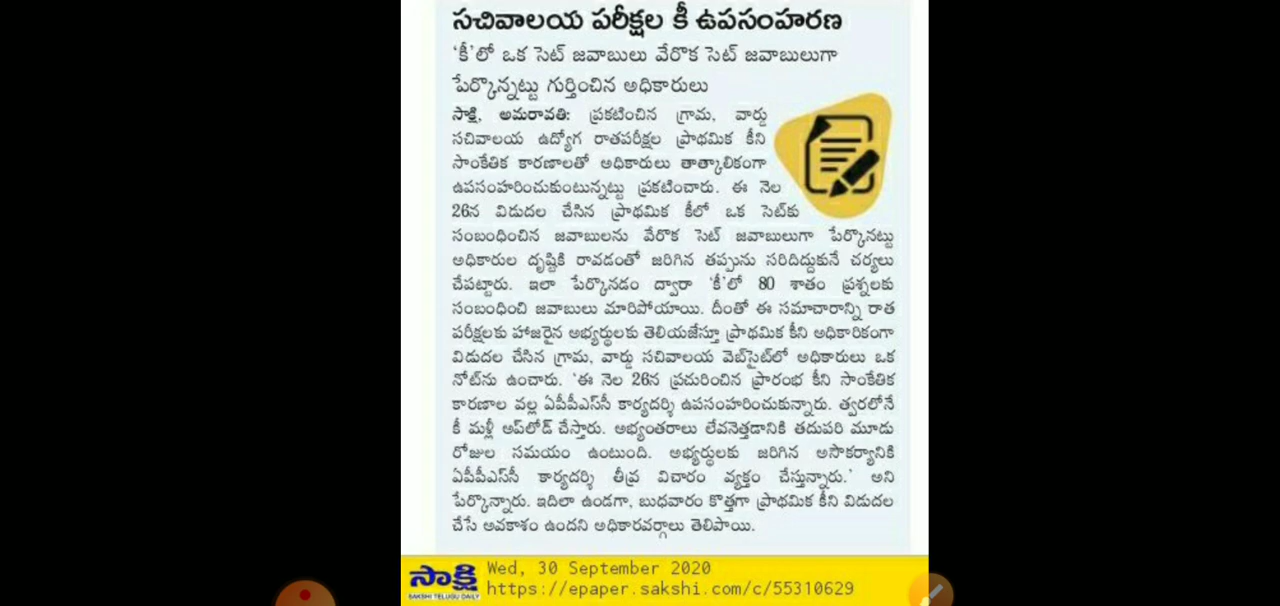 సచివాలయ పరీక్షల కీ ఉపసంహరణ
'కీ'లో ఒక సెట్ జవాబులు వేరొక సెట్ జవాబులుగా
పేర్కొన్నట్టు గుర్తించిన అధికారులు
సాక్షి, అమరావతి: ప్రకటించిన గ్రామ, వార్డు
సచివాలయ ఉద్యోగ రాతపరీక్షల ప్రాథమిక కీని
సాంకేతిక కారణాలతో అధికారులు తాత్కాలికంగా
ఉపసంహరించుకుంటున్నట్టు ప్రకటించారు. ఈ నెల
26న విడుదల చేసిన ప్రాథమిక కీలో ఒక సెట్‌కు
సంబంధించిన జవాబులను వేరొక సెట్ జవాబులుగా పేర్కొనట్టు
అధికారుల దృష్టికి రావడంతో జరిగిన తప్పును సరిదిద్దుకునే చర్యలు
చేపట్టారు. ఇలా పేర్కొనడం ద్వారా 'కీ'లో 80 శాతం ప్రశ్నలకు
సంబంధించి జవాబులు మారిపోయాయి. దీంతో ఈ సమాచారాన్ని రాత
పరీక్షలకు హాజరైన అభ్యర్థులకు తెలియజేస్తూ ప్రాథమిక కీని అధికారికంగా
విడుదల చేసిన గ్రామ, వార్డు సచివాలయ వెబ్‌సైట్‌లో అధికారులు ఒక
నోట్‌ను ఉంచారు. 'ఈ నెల 26న ప్రచురించిన ప్రారంభ కీని సాంకేతిక
కారణాల వల్ల ఏపీపీఎస్‌సీ కార్యదర్శి ఉపసంహరించుకున్నారు. త్వరలోనే
కీ మళ్లీ అప్‌లోడ్ చేస్తారు. అభ్యంతరాలు లేవనెత్తడానికి తదుపరి మూడు
రోజుల సమయం ఉంటుంది. అభ్యర్థులకు జరిగిన అసౌకర్యానికి
ఏపీపీఎస్‌సీ కార్యదర్శి తీవ్ర విచారం వ్యక్తం చేస్తున్నారు.' అని
పేర్కొన్నారు. ఇదిలా ఉండగా, బుధవారం కొత్తగా ప్రాథమిక కీని విడుదల
చేసే అవకాశం ఉందని అధికారవర్గాలు తెలిపాయి.
సాక్షి
SAKSHI TELUGU DAILY
Wed, 30 September 2020
https://epaper.sakshi.com/c/55310629